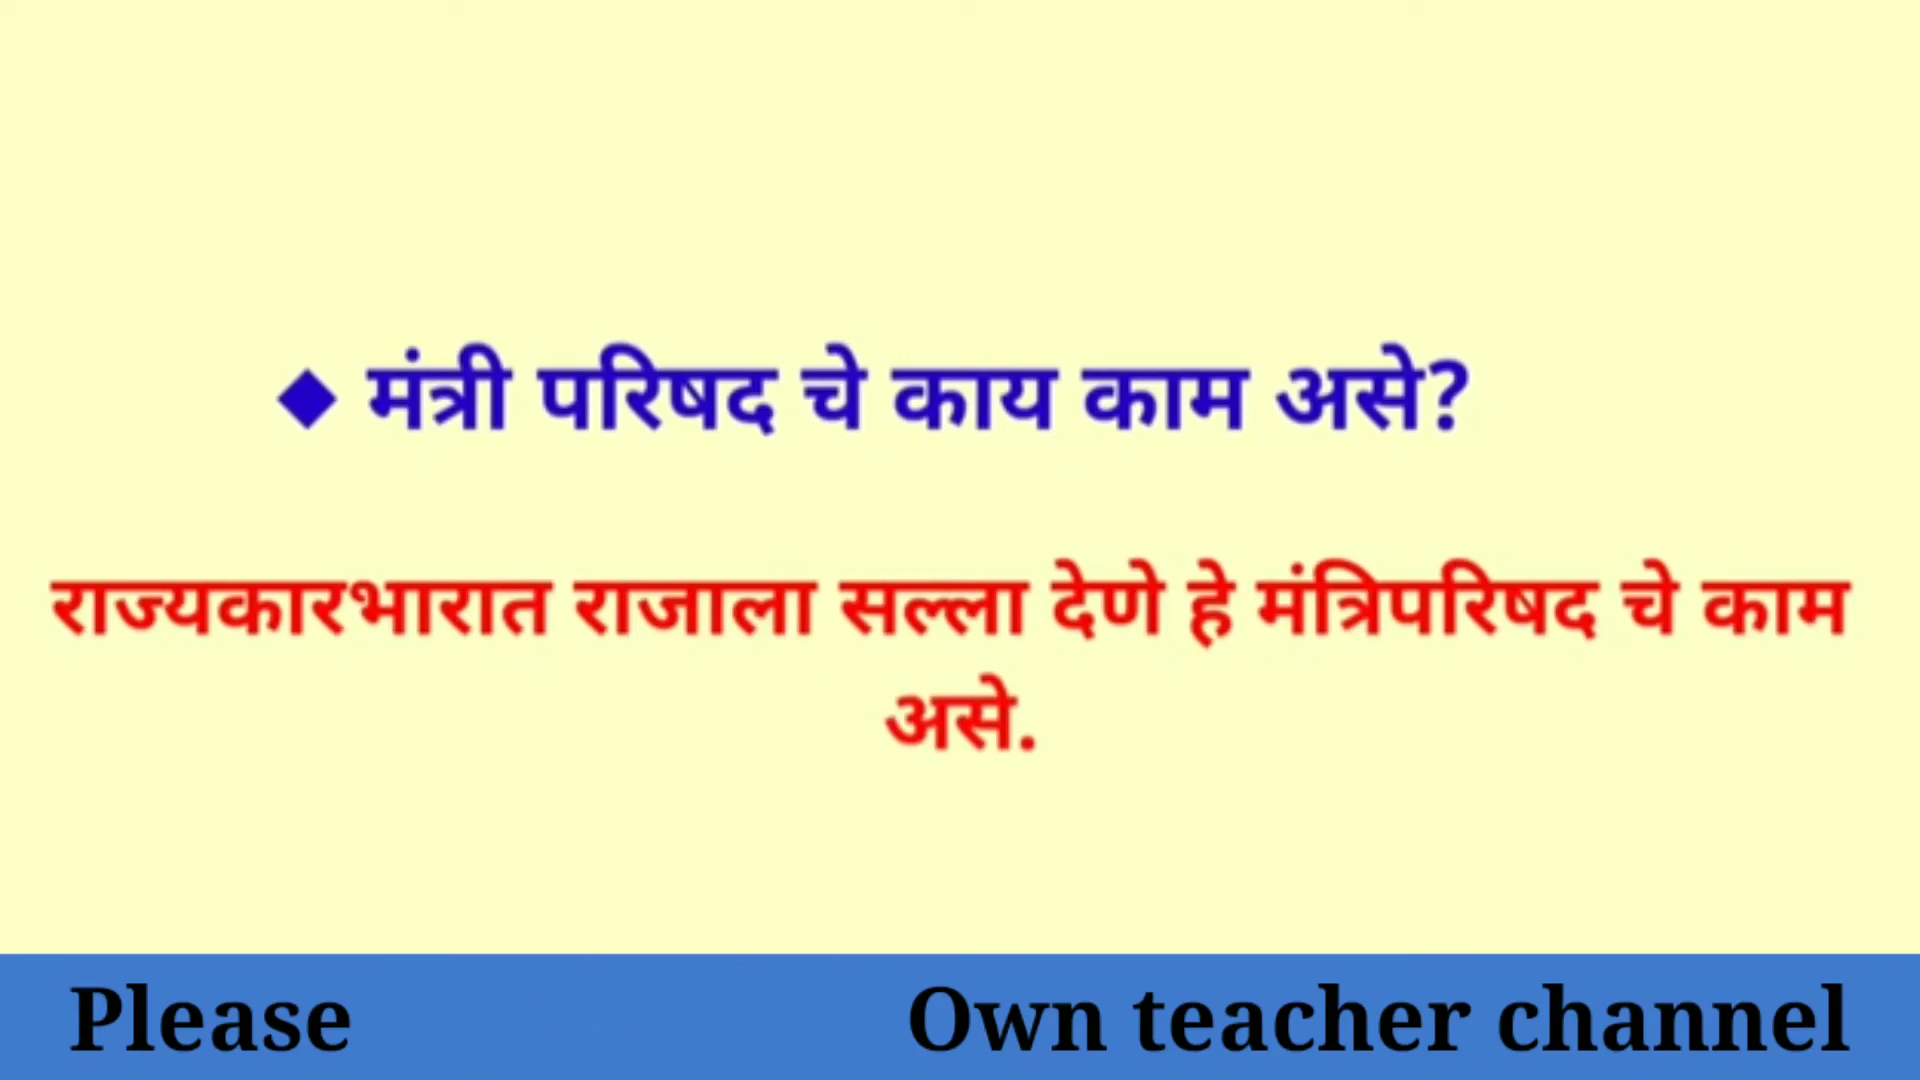 ◆ मंत्री परिषद चे काय काम असे?
राज्यकारभारात राजाला सल्ला देणे हे मंत्रिपरिषद चे काम
असे.
Please Own teacher channel